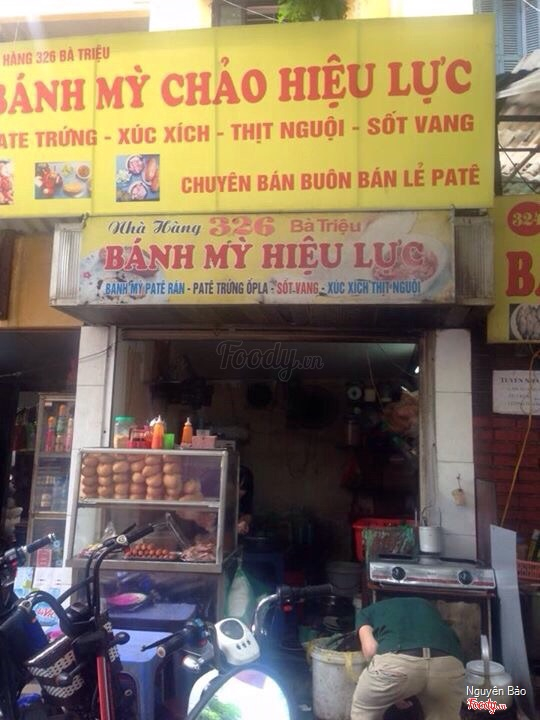 HÀNG 326 BÀ TRIỆU
BÁNH MỲ CHẢO HIỆU LỰC
PATE TRỨNG - XÚC XÍCH - THỊT NGUỘI - SỐT VANG
CHUYÊN BÁN BUÔN BÁN LẺ PATÊ
Nhà Hàng 326 Bà Triệu
BÁNH MỲ HIỆU LỰC
BÁNH MỲ PATÊ RÁN - PATÊ TRỨNG ỐPLA - SỐT VANG - XÚC XÍCH THỊT NGUỘI
324
Foody.vn
Nguyên Bảo
Foody.vn